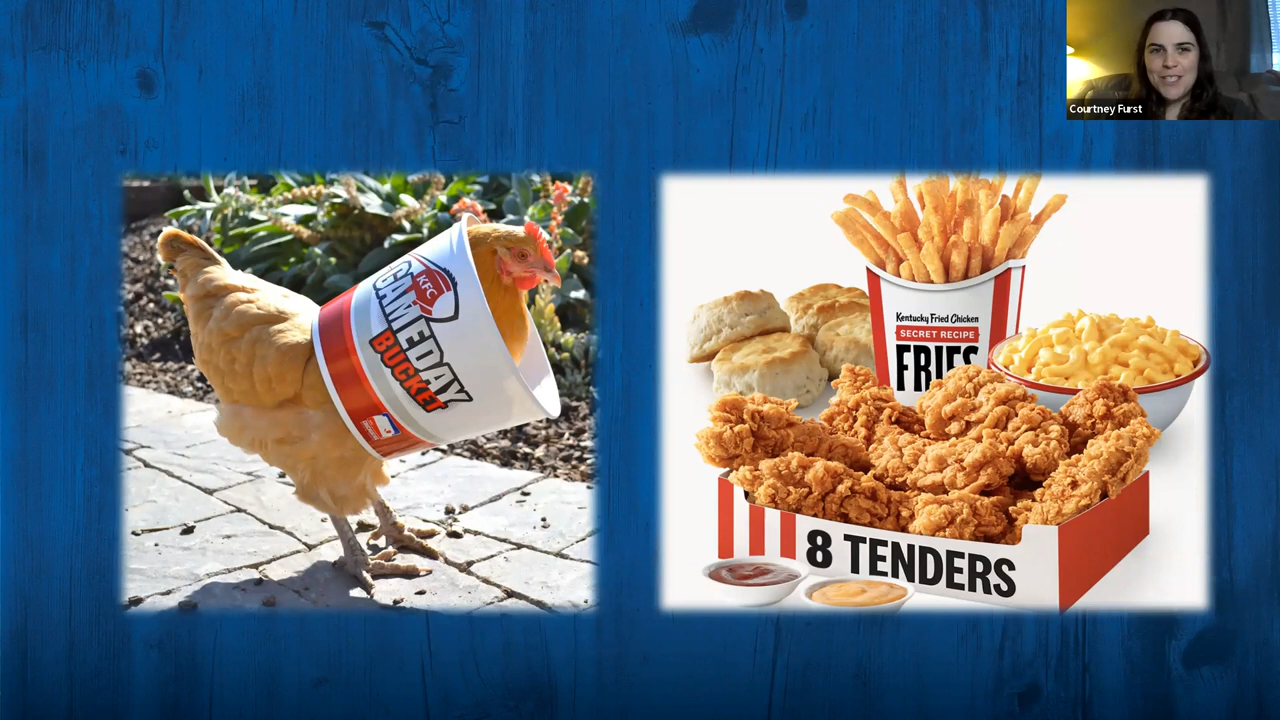 Courtney Furst
KFC
GAMEDAY
BUCKET
Kentucky Fried Chicken
SECRET RECIPE
FRIES
8 TENDERS